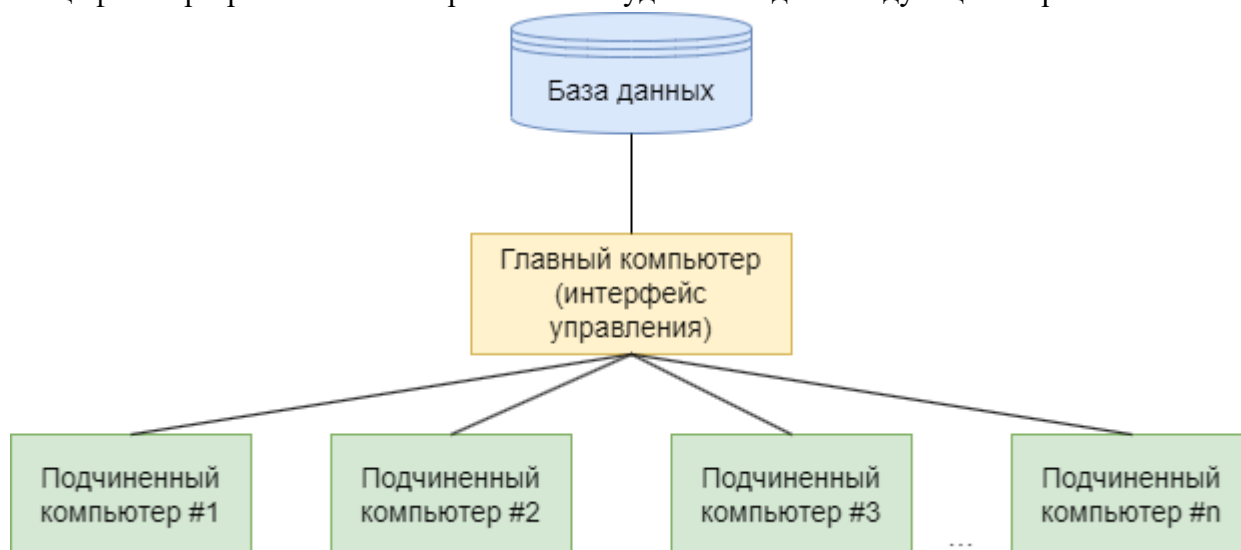 База данных
Главный компьютер
(интерфейс
управления)
Подчиненный
компьютер #1
Подчиненный
компьютер #2
Подчиненный
компьютер #3
...
Подчиненный
компьютер #n